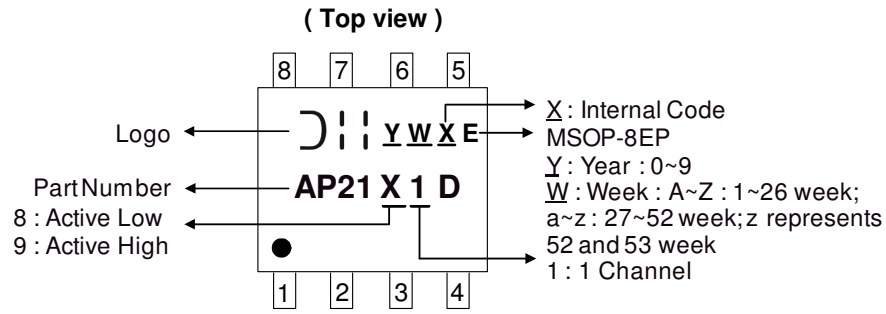 ( Top view )
8 7 6 5
Logo
Y W X E
X : Internal Code
MSOP-8EP
Y : Year : 0~9
W : Week : A~Z : 1~26 week;
a~z : 27~52 week; z represents
52 and 53 week
1 : 1 Channel
Part Number
AP21 X 1 D
8 : Active Low
9 : Active High
1 2 3 4